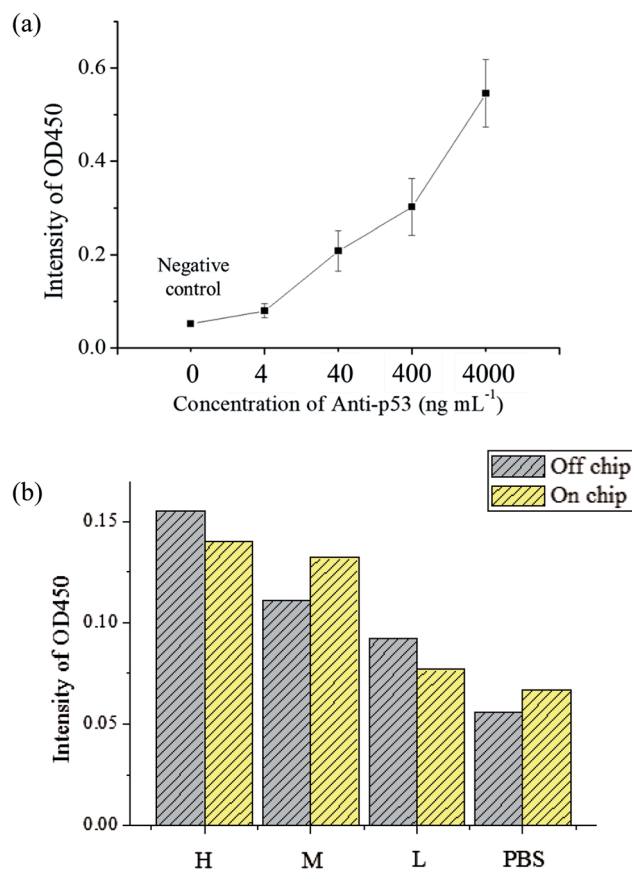 (a)
Intensity of OD450
0.6
0.4
0.2
0.0
Negative
control
0 4 40 400 4000
Concentration of Anti-p53 (ng mL⁻¹)
(b)
Off chip
On chip
Intensity of OD450
0.15
0.10
0.05
0.00
H M L PBS